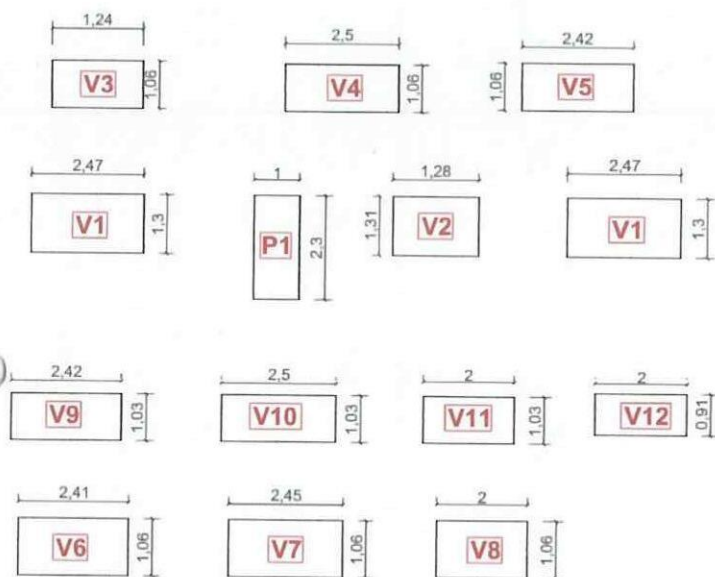 1,24 2,5 2,42
V3 1,06 V4 1,06 1,06 V5
2,47 1 1,28 2,47
V1 1,3 P1 2,3 1,31 V2 V1 1,3
2,42 2,5 2 2
V9 1,03 V10 1,03 V11 1,03 V12 0,91
2,41 2,45 2
V6 1,06 V7 1,06 V8 1,06